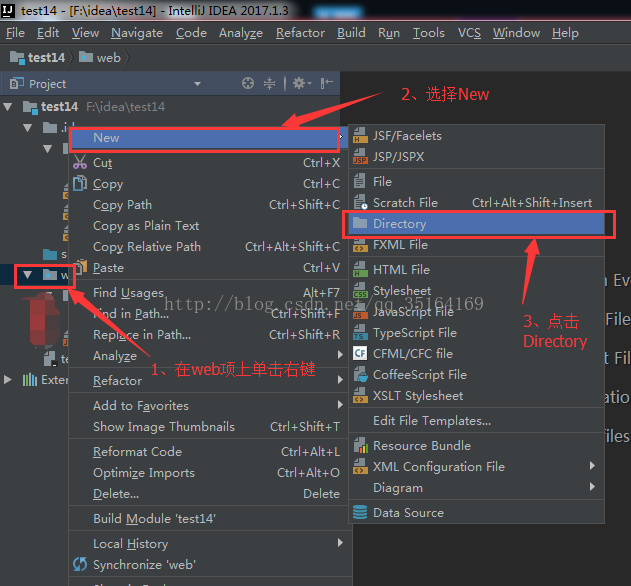 test14 - [F:\idea\test14] - IntelliJ IDEA 2017.1.3
File Edit View Navigate Code Analyze Refactor Build Run Tools VCS Window Help
test14 web
Project
test14 F:\idea\test14
2、选择New
New
Cut Ctrl+X
Copy Ctrl+C
Copy Path Ctrl+Shift+C
Copy as Plain Text
Copy Relative Path Ctrl+Alt+Shift+C
Paste Ctrl+V
Find Usages Alt+F7
Find in Path... Ctrl+Shift+F
Replace in Path... Ctrl+Shift+R
Analyze
Refactor
Add to Favorites
Show Image Thumbnails Ctrl+Shift+T
Reformat Code Ctrl+Alt+L
Optimize Imports Ctrl+Alt+O
Delete... Delete
Build Module 'test14'
Local History
Synchronize 'web'
JSF/Facelets
JSP/JSPX
File
Scratch File Ctrl+Alt+Shift+Insert
Directory
FXML File
HTML File
Stylesheet
JavaScript File
TypeScript File
CFML/CFC file
CoffeeScript File
XSLT Stylesheet
Edit File Templates...
Resource Bundle
XML Configuration File
Diagram
Data Source
1、在web项上单击右键
3、点击
Directory
http://blog.csdn.net/qq_35164169